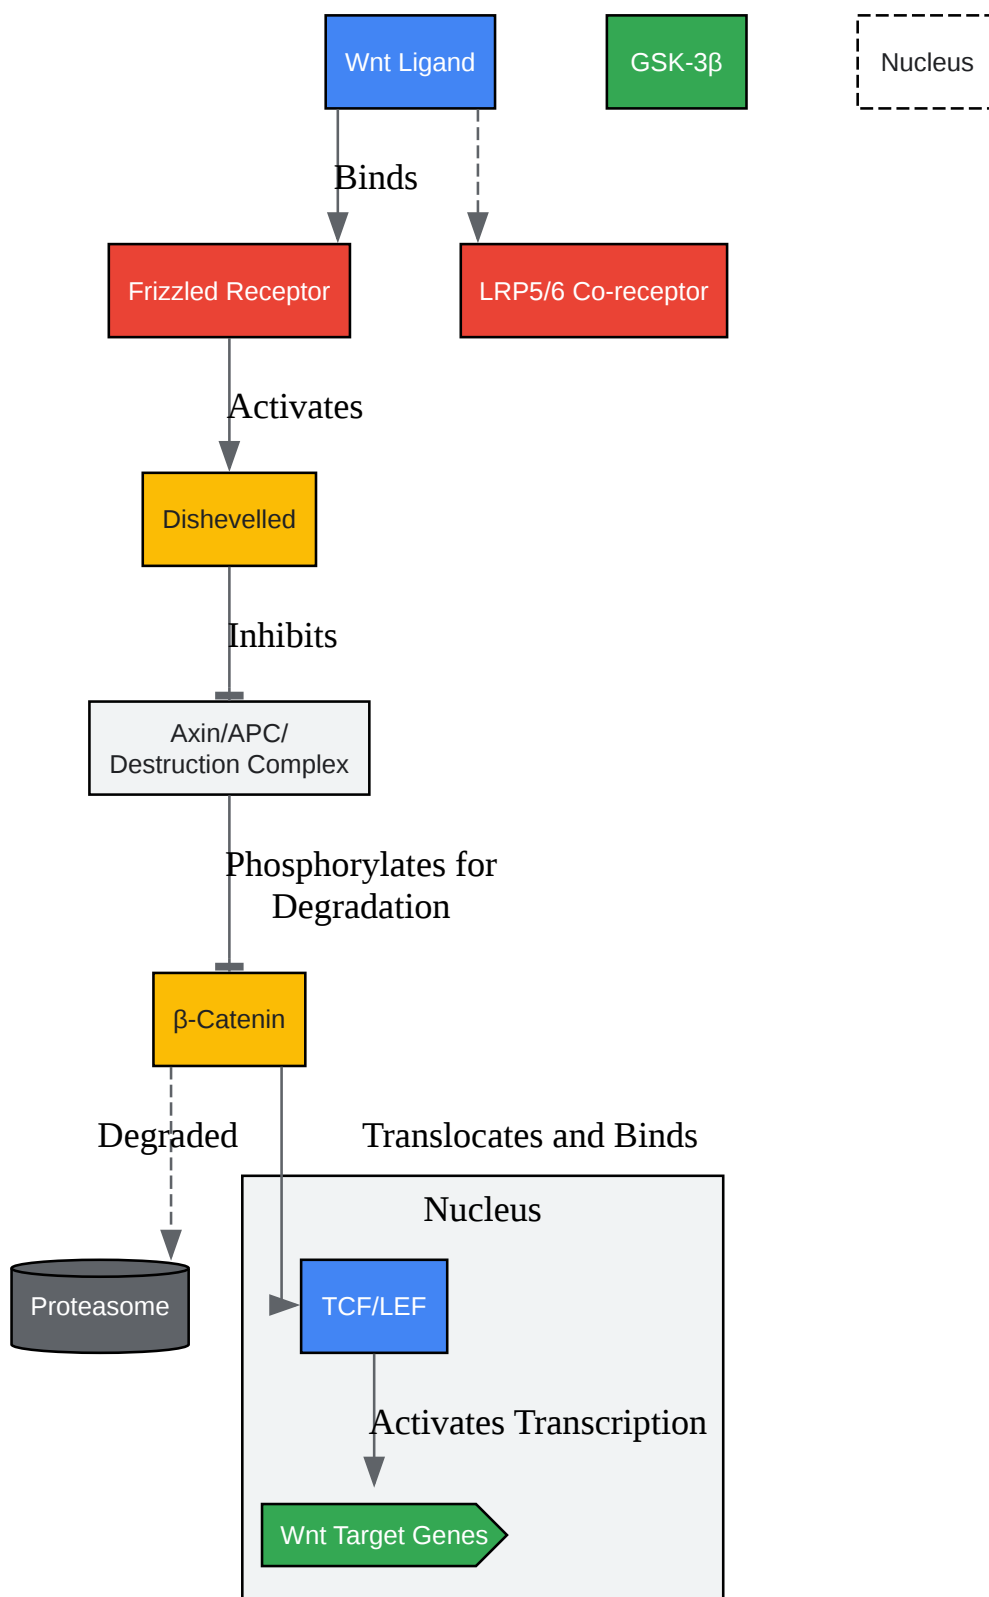 Wnt Ligand
GSK-3β
Nucleus
Binds
Frizzled Receptor
LRP5/6 Co-receptor
Activates
Dishevelled
Inhibits
Axin/APC/
Destruction Complex
Phosphorylates for
Degradation
β-Catenin
Degraded
Translocates and Binds
Nucleus
Proteasome
TCF/LEF
Activates Transcription
Wnt Target Genes